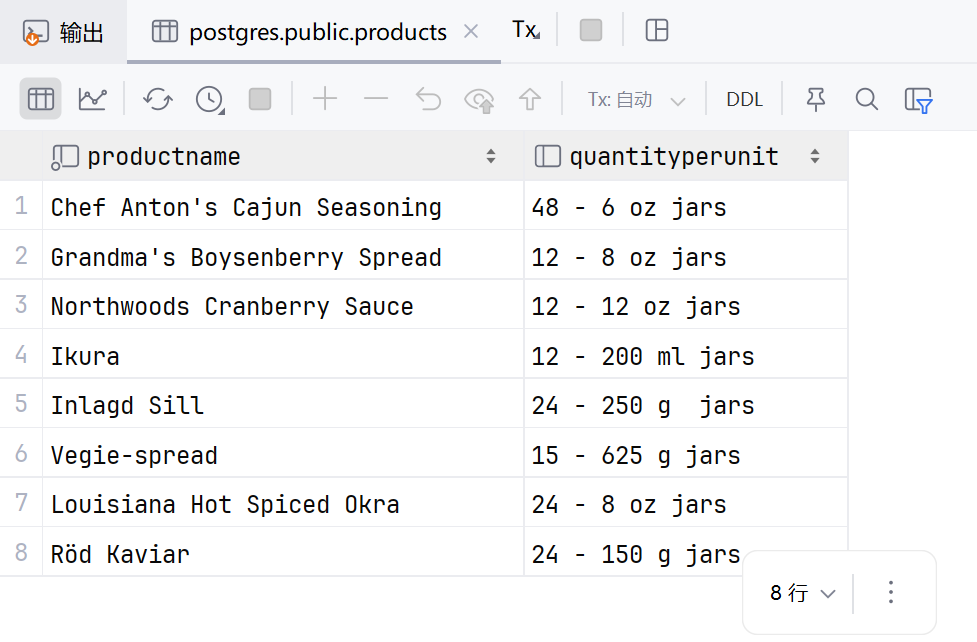 输出 postgres.public.products Tx
Tx: 自动 DDL
productname quantityperunit
1 Chef Anton's Cajun Seasoning 48 - 6 oz jars
2 Grandma's Boysenberry Spread 12 - 8 oz jars
3 Northwoods Cranberry Sauce 12 - 12 oz jars
4 Ikura 12 - 200 ml jars
5 Inlagd Sill 24 - 250 g  jars
6 Vegie-spread 15 - 625 g jars
7 Louisiana Hot Spiced Okra 24 - 8 oz jars
8 Röd Kaviar 24 - 150 g jars
8 行